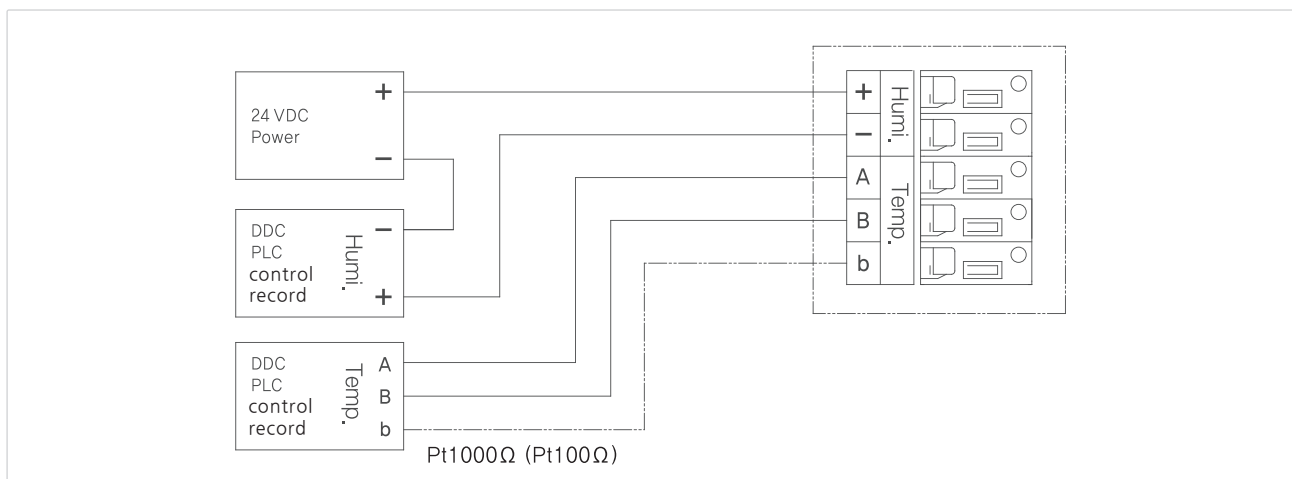 24 VDC
Power
+
−
DDC
PLC
control
record
Humi.
−
+
DDC
PLC
control
record
Temp.
A
B
b
Pt1000Ω (Pt100Ω)
+
−
A
B
b
Humi.
Temp.